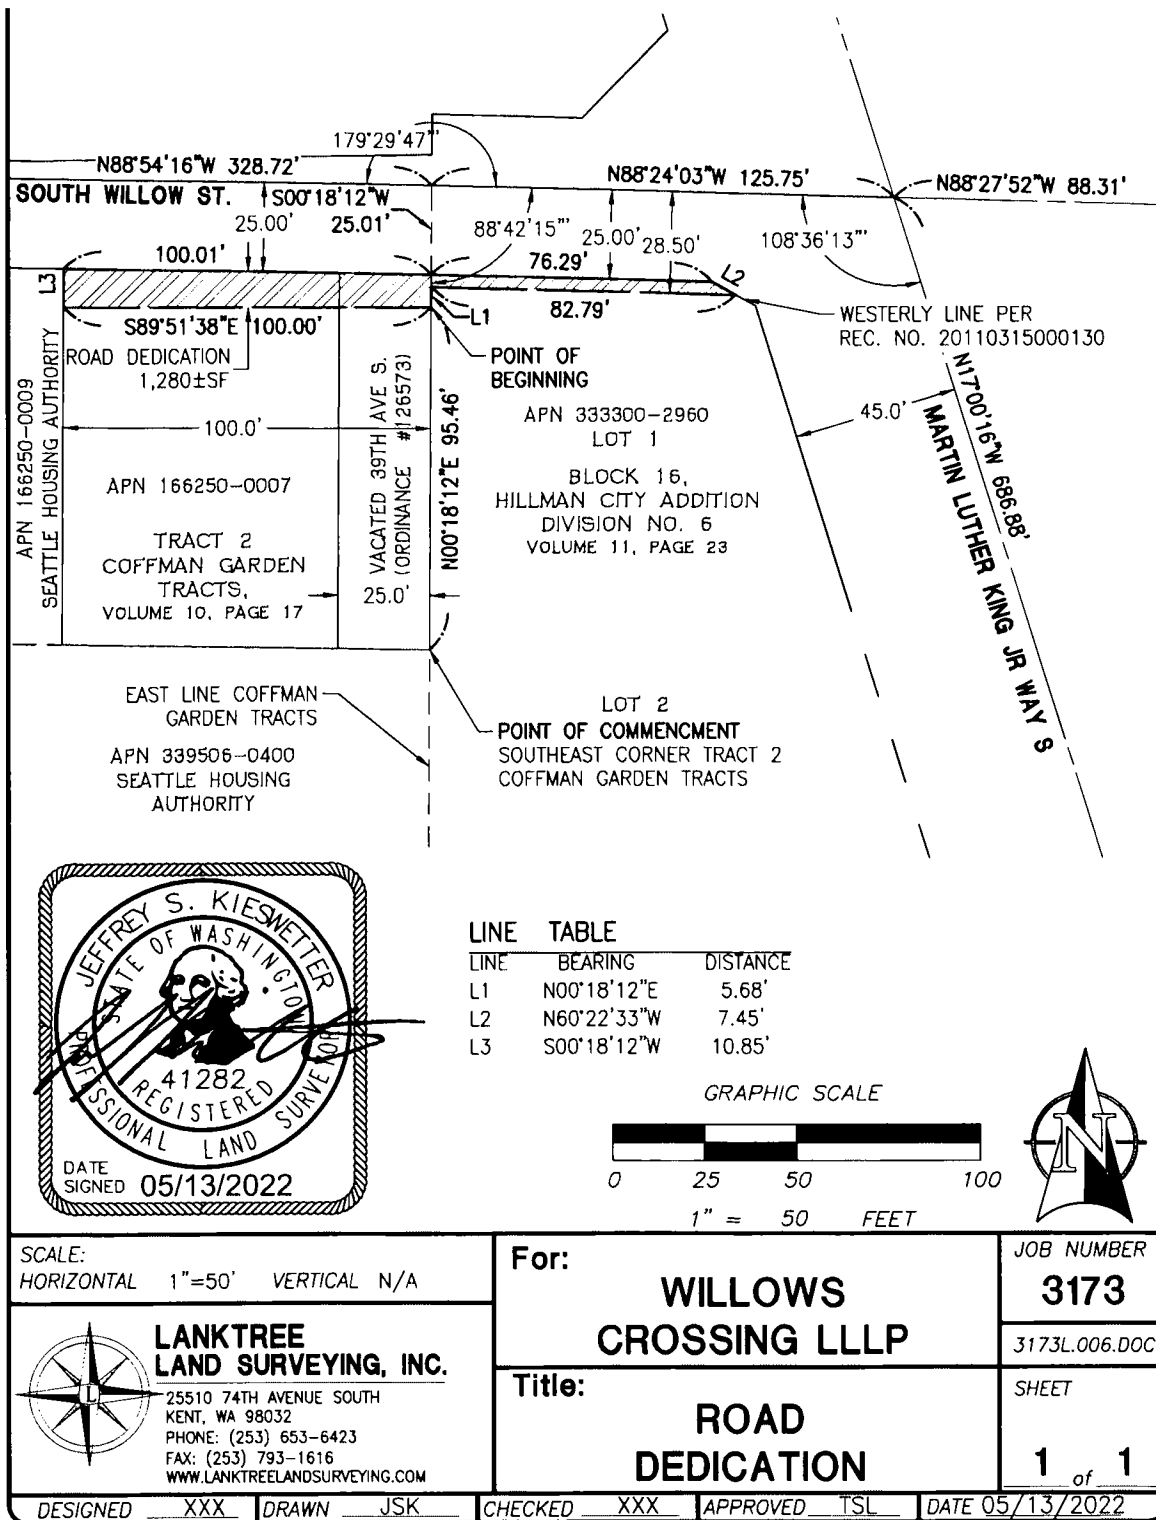 179°29'47"'
N88°54'16"W 328.72'
N88°24'03"W 125.75'
N88°27'52"W 88.31'
SOUTH WILLOW ST.
S00°18'12"W
25.01'
25.00'
88°42'15"'
25.00'
28.50'
108°36'13"'
100.01'
76.29'
L2
L3
S89°51'38"E 100.00'
L1
82.79'
WESTERLY LINE PER
REC. NO. 20110315000130
ROAD DEDICATION
1,280±SF
POINT OF
BEGINNING
APN 166250-0009
SEATTLE HOUSING AUTHORITY
100.0'
VACATED 39TH AVE S.
(ORDINANCE #126573)
N00°18'12"E 95.46'
APN 333300-2960
LOT 1
BLOCK 16,
HILLMAN CITY ADDITION
DIVISION NO. 6
VOLUME 11, PAGE 23
45.0'
N17°00'16"W 686.88'
MARTIN LUTHER KING JR WAY S
APN 166250-0007
TRACT 2
COFFMAN GARDEN
TRACTS,
VOLUME 10, PAGE 17
25.0'
EAST LINE COFFMAN
GARDEN TRACTS
APN 339506-0400
SEATTLE HOUSING
AUTHORITY
LOT 2
POINT OF COMMENCMENT
SOUTHEAST CORNER TRACT 2
COFFMAN GARDEN TRACTS
JEFFREY S. KIESWETTER
STATE OF WASHINGTON
41282
REGISTERED
PROFESSIONAL LAND SURVEYOR
DATE
SIGNED 05/13/2022
LINE TABLE
LINE BEARING DISTANCE
L1 N00°18'12"E 5.68'
L2 N60°22'33"W 7.45'
L3 S00°18'12"W 10.85'
GRAPHIC SCALE
0 25 50 100
1" = 50 FEET
N
SCALE:
HORIZONTAL 1"=50' VERTICAL N/A
L
LANKTREE
LAND SURVEYING, INC.
25510 74TH AVENUE SOUTH
KENT, WA 98032
PHONE: (253) 653-6423
FAX: (253) 793-1616
WWW.LANKTREELANDSURVEYING.COM
For:
WILLOWS
CROSSING LLLP
Title:
ROAD
DEDICATION
JOB NUMBER
3173
3173L.006.DOC
SHEET
1 of 1
DESIGNED XXX DRAWN JSK CHECKED XXX APPROVED TSL DATE 05/13/2022